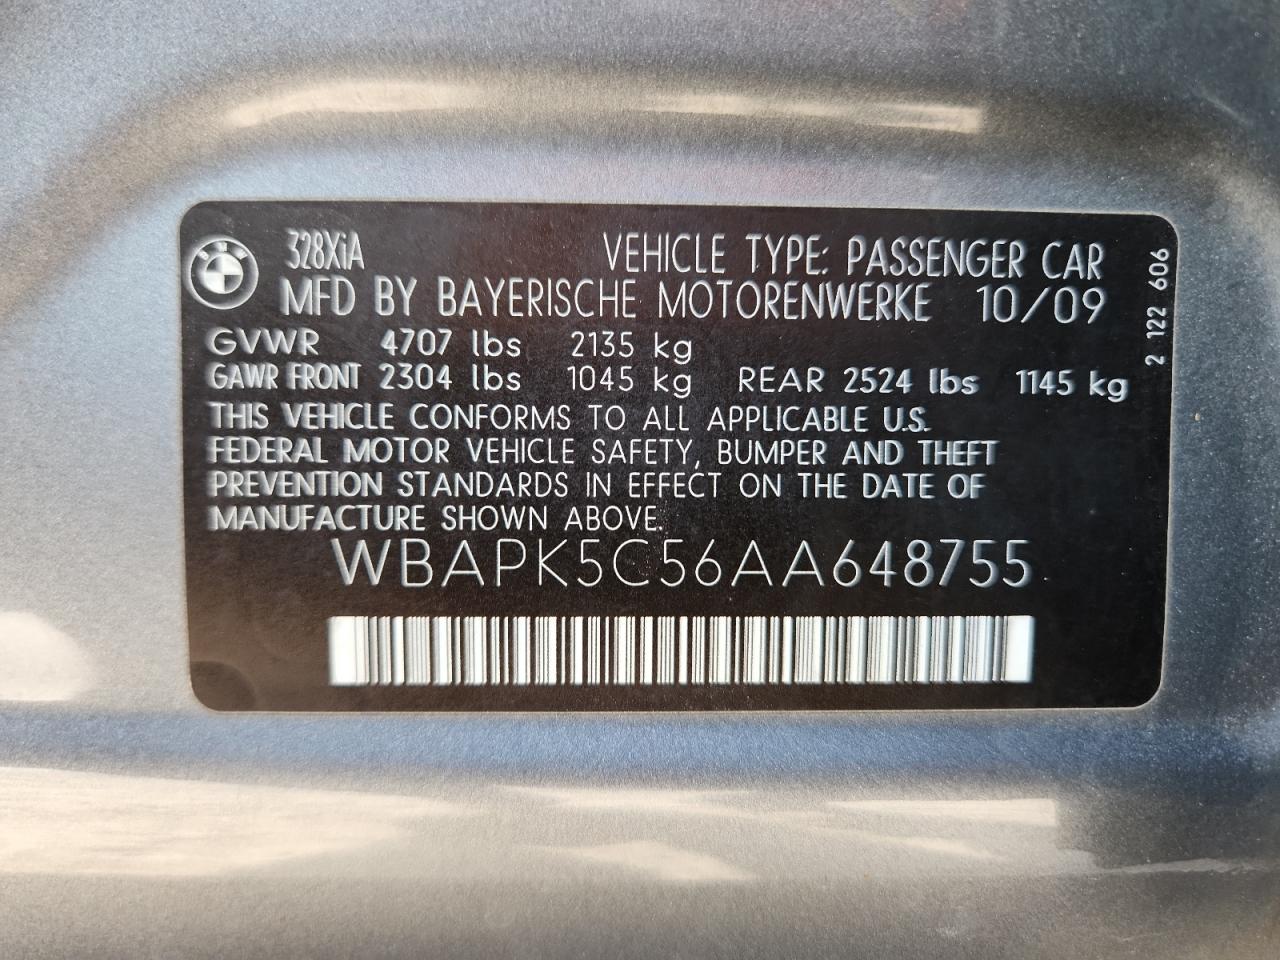 328XiA VEHICLE TYPE: PASSENGER CAR
MFD BY BAYERISCHE MOTORENWERKE 10/09
GVWR 4707 lbs 2135 kg
GAWR FRONT 2304 lbs 1045 kg REAR 2524 lbs 1145 kg
THIS VEHICLE CONFORMS TO ALL APPLICABLE U.S.
FEDERAL MOTOR VEHICLE SAFETY, BUMPER AND THEFT
PREVENTION STANDARDS IN EFFECT ON THE DATE OF
MANUFACTURE SHOWN ABOVE.
WBAPK5C56AA648755
2 122 606